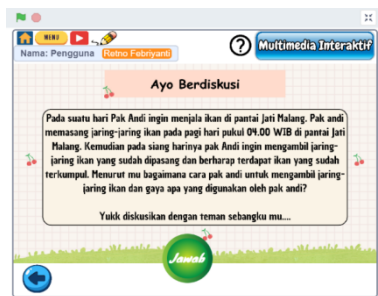 MENU
Multimedia Interaktif
Nama: Pengguna Retno Febriyanti
Ayo Berdiskusi
Pada suatu hari Pak Andi ingin menjala ikan di pantai Jati Malang. Pak andi
memasang jaring-jaring ikan pada pagi hari pukul 04.00 WIB di pantai Jati
Malang. Kemudian pada siang harinya pak Andi ingin mengambil jaring-
jaring ikan yang sudah dipasang dan berharap terdapat ikan yang sudah
terkumpul. Menurut mu bagaimana cara pak andi untuk mengambil jaring-
jaring ikan dan gaya apa yang digunakan oleh pak andi?
Yukk diskusikan dengan teman sebangku mu....
Jawab